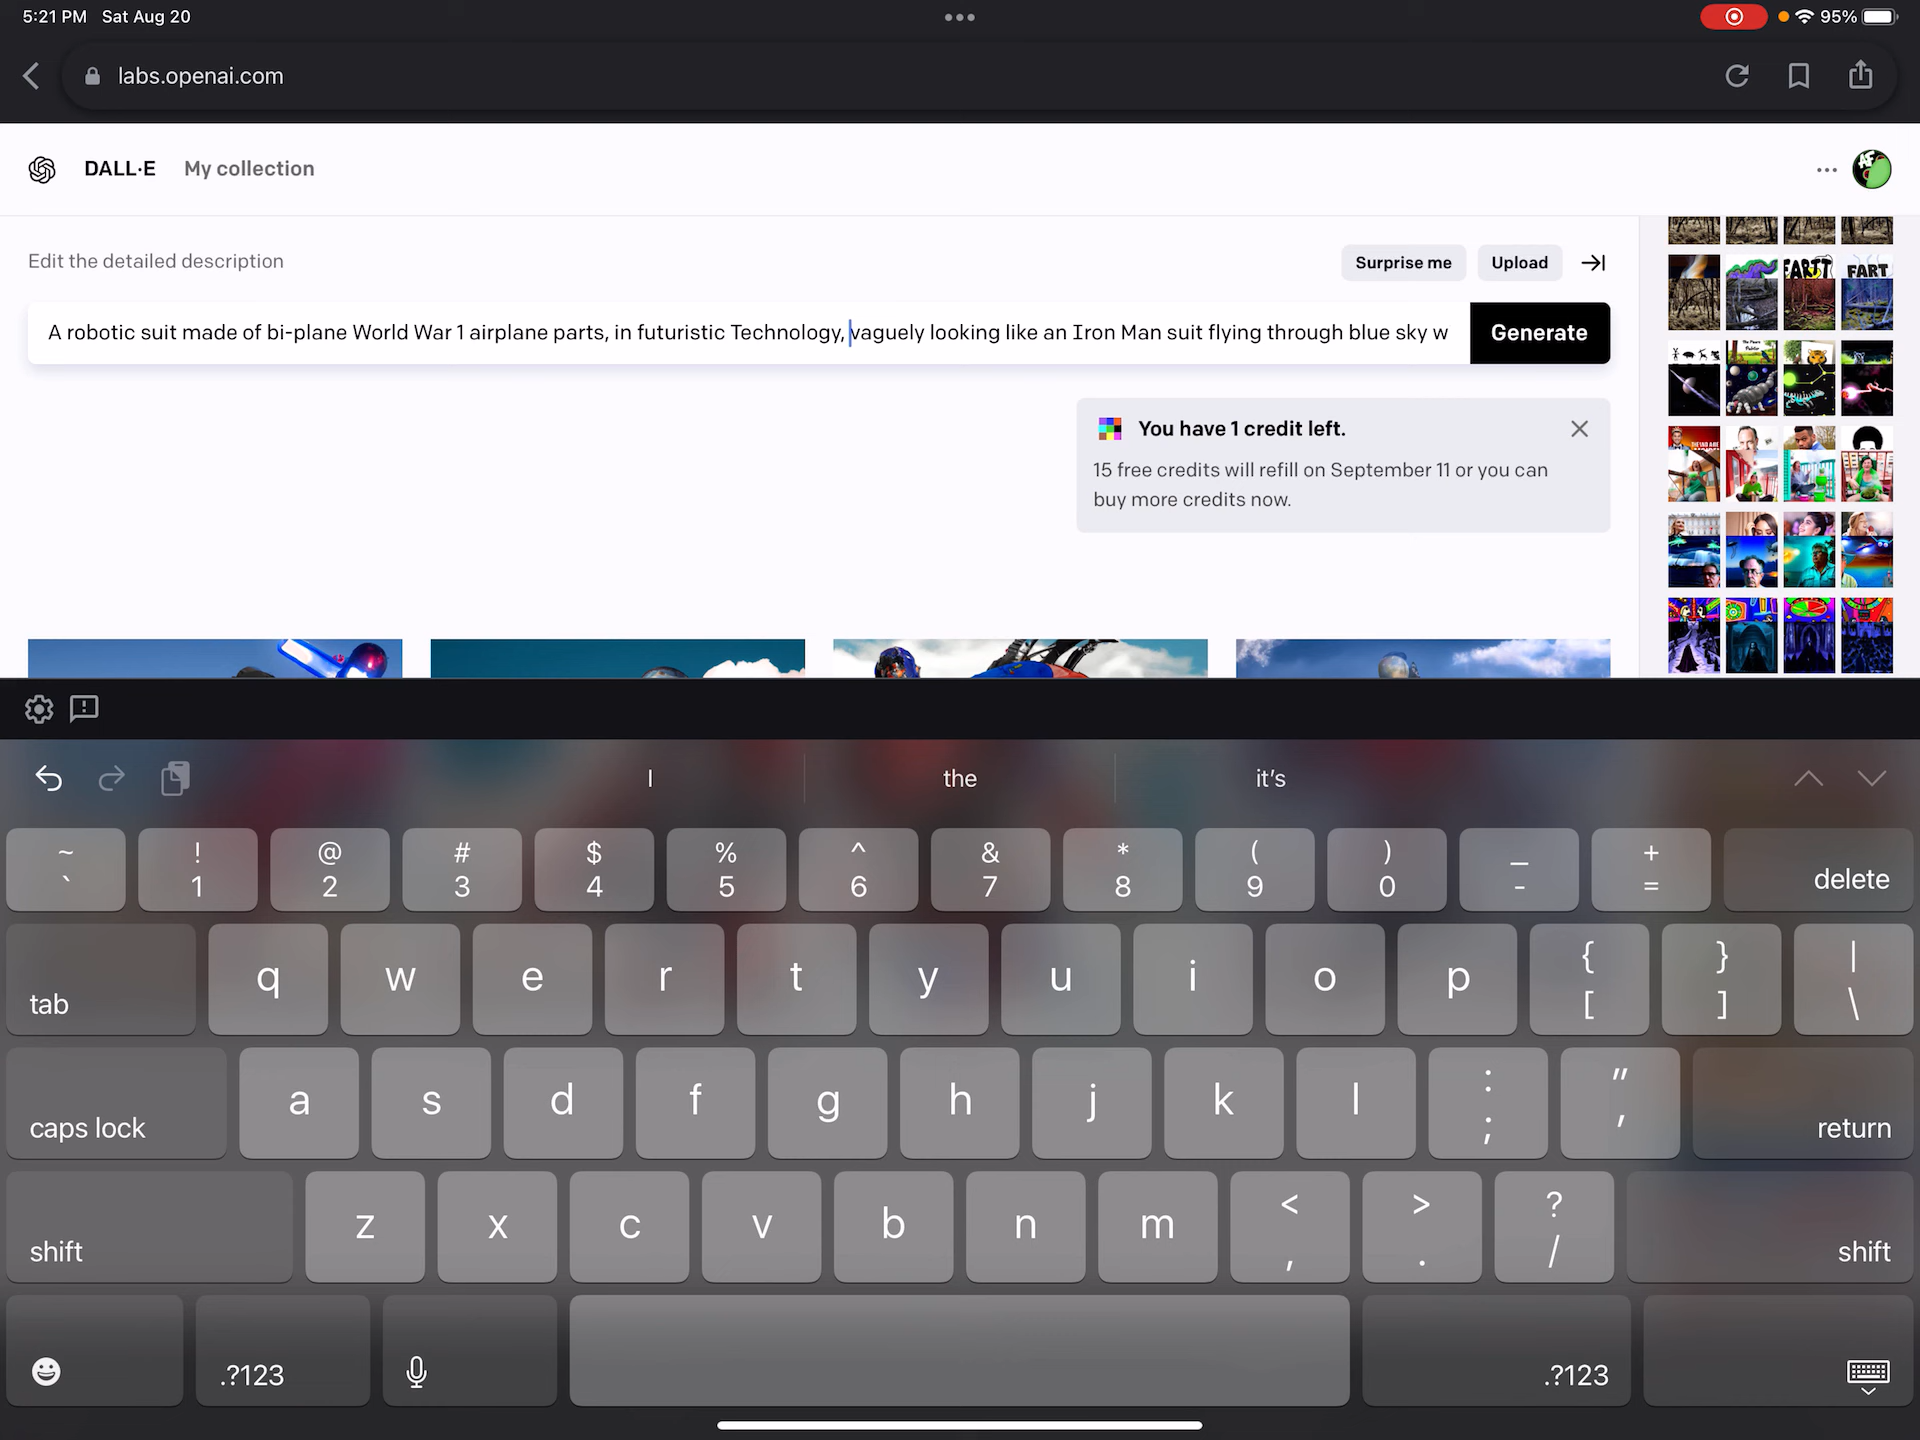 5:21 PM Sat Aug 20
95%
labs.openai.com
DALL·E My collection
Edit the detailed description
Surprise me
Upload
A robotic suit made of bi-plane World War 1 airplane parts, in futuristic Technology, vaguely looking like an Iron Man suit flying through blue sky w
Generate
You have 1 credit left.
15 free credits will refill on September 11 or you can
buy more credits now.
FART
I the it's
~ ! @ # $ % ^ & * ( ) _ +
` 1 2 3 4 5 6 7 8 9 0 - = delete
tab q w e r t y u i o p { [ } ] | \
caps lock a s d f g h j k l : ; " ' return
shift z x c v b n m < , > . ? / shift
.?123 .?123